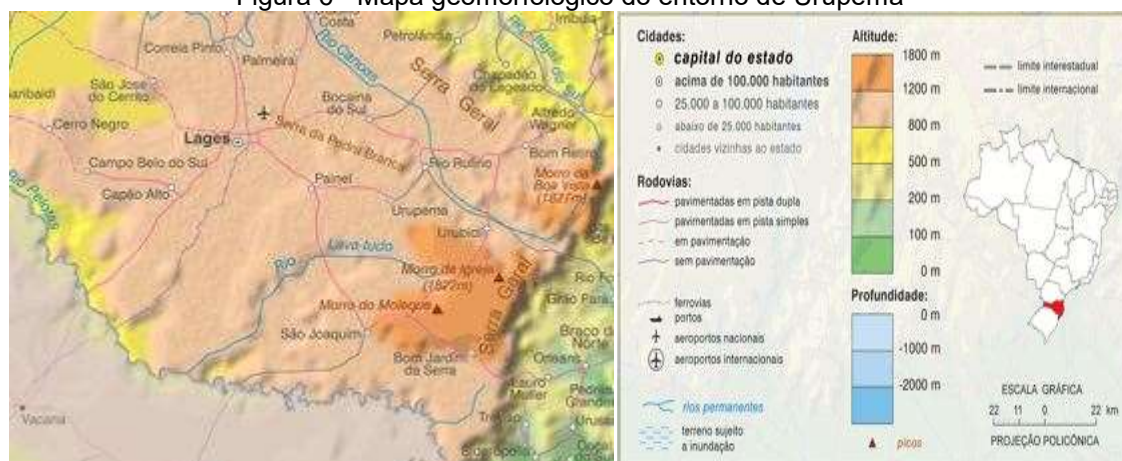 Figura 6 - Mapa geomorfológico do entorno de Urupema
Costa
Imbuia
Correia Pinto
Palmeira
Rio Canoas
Petrolândia
São José
do Cerrito
Chapadão
do Lageado
Serra Geral
Bocaina
do Sul
Alfredo
Wagner
Cerro Negro
Lages
Serra da Pedra Branca
Campo Belo do Sul
Rio Rufino
Bom Retiro
Capão Alto
Painel
Morro da
Boa Vista
(1827m)
Rio Pelotas
Urupema
Urubici
Rio Lava-tudo
Morro da Igreja
(1822m)
Morro do Moleque
Serra Geral
Grão Pará
São Joaquim
Braço do
Norte
Bom Jardim
da Serra
Orleans
Lauro
Muller
Vacaria
Cidades:
capital do estado
acima de 100.000 habitantes
25.000 a 100.000 habitantes
abaixo de 25.000 habitantes
cidades vizinhas ao estado
Rodovias:
pavimentadas em pista dupla
pavimentadas em pista simples
em pavimentação
sem pavimentação
ferrovias
portos
aeroportos nacionais
aeroportos internacionais
rios permanentes
terreno sujeito
a inundação
Altitude:
1800 m
1200 m
800 m
500 m
200 m
100 m
0 m
Profundidade:
0 m
-1000 m
-2000 m
picos
limite interestadual
limite internacional
ESCALA GRÁFICA
22 11 0 22 km
PROJEÇÃO POLICÔNICA